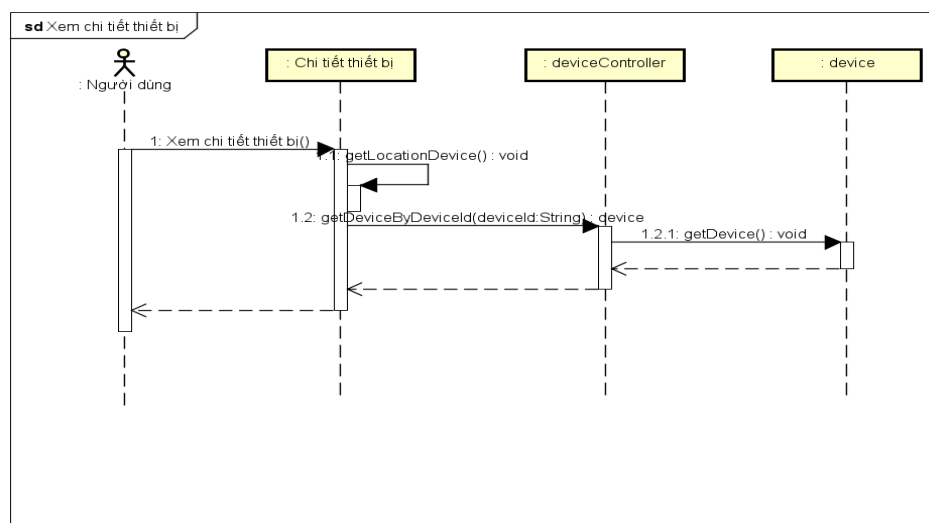 sd Xem chi tiết thiết bị
: Người dùng
: Chi tiết thiết bị
: deviceController
: device
1: Xem chi tiết thiết bị()
1.1: getLocationDevice() : void
1.2: getDeviceByDeviceId(deviceId:String) : device
1.2.1: getDevice() : void